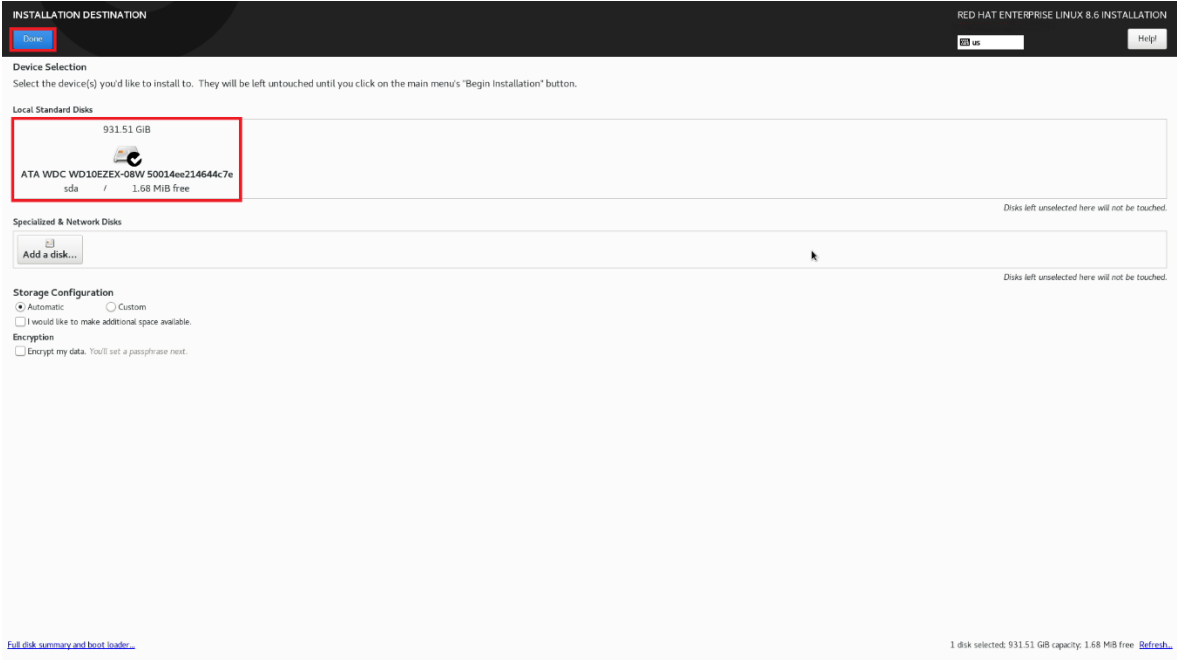 INSTALLATION DESTINATION
RED HAT ENTERPRISE LINUX 8.6 INSTALLATION
Done
us
Help!
Device Selection
Select the device(s) you'd like to install to. They will be left untouched until you click on the main menu's "Begin Installation" button.
Local Standard Disks
931.51 GiB
ATA WDC WD10EZEX-08W 50014ee214644c7e
sda / 1.68 MiB free
Disks left unselected here will not be touched.
Specialized & Network Disks
Add a disk...
Disks left unselected here will not be touched.
Storage Configuration
Automatic Custom
I would like to make additional space available.
Encryption
Encrypt my data. You'll set a passphrase next.
Full disk summary and boot loader...
1 disk selected; 931.51 GiB capacity; 1.68 MiB free Refresh...